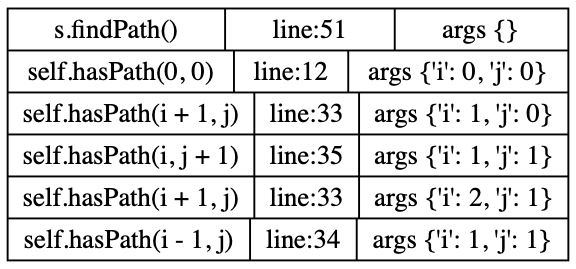 s.findPath() line:51 args {}
self.hasPath(0, 0) line:12 args {'i': 0, 'j': 0}
self.hasPath(i + 1, j) line:33 args {'i': 1, 'j': 0}
self.hasPath(i, j + 1) line:35 args {'i': 1, 'j': 1}
self.hasPath(i + 1, j) line:33 args {'i': 2, 'j': 1}
self.hasPath(i - 1, j) line:34 args {'i': 1, 'j': 1}